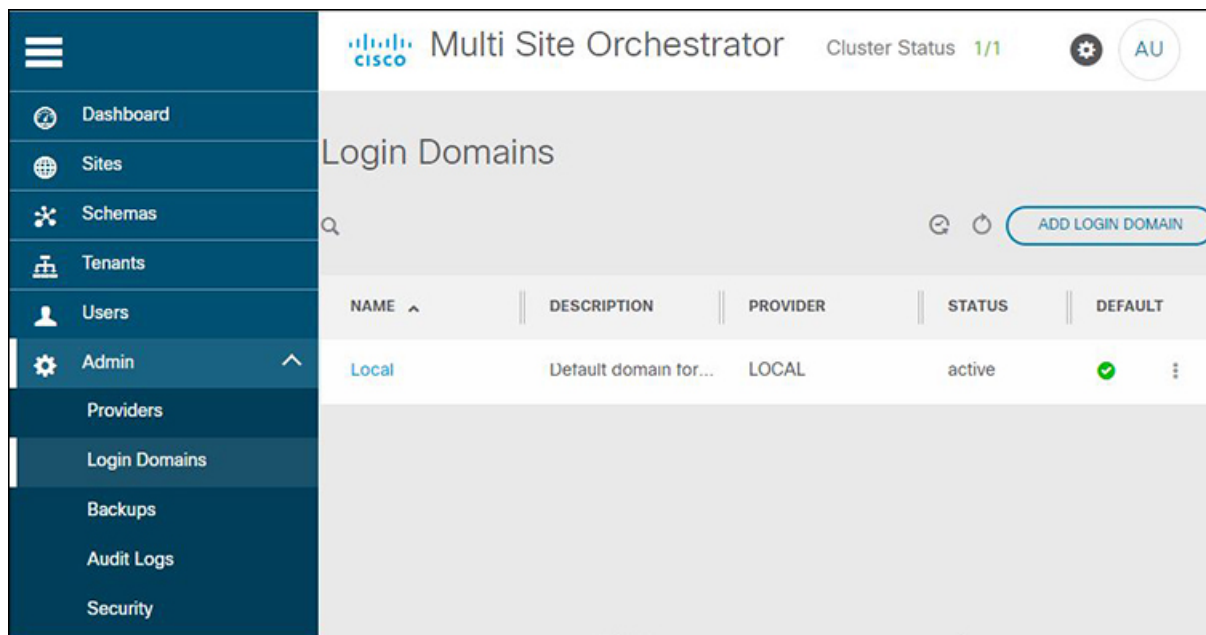 CISCO Multi Site Orchestrator Cluster Status 1/1 AU
Dashboard
Sites
Schemas
Tenants
Users
Admin
Providers
Login Domains
Backups
Audit Logs
Security
Login Domains
ADD LOGIN DOMAIN
NAME DESCRIPTION PROVIDER STATUS DEFAULT
Local Default domain for... LOCAL active